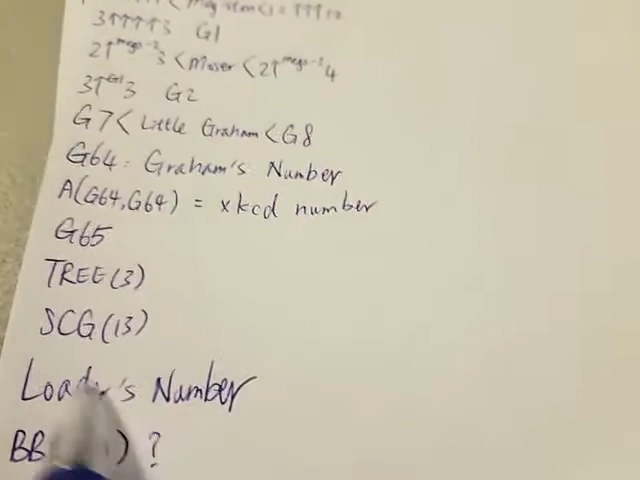 3↑↑↑↑3 G1
2↑^mega-2 3 < Moser < 2↑^mega-2 4
3↑^G1 3 G2
G7 < Little Graham < G8
G64: Graham's Number
A(G64,G64) = xkcd number
G65
TREE(3)
SCG(13)
Loader's Number
BB( ) ?